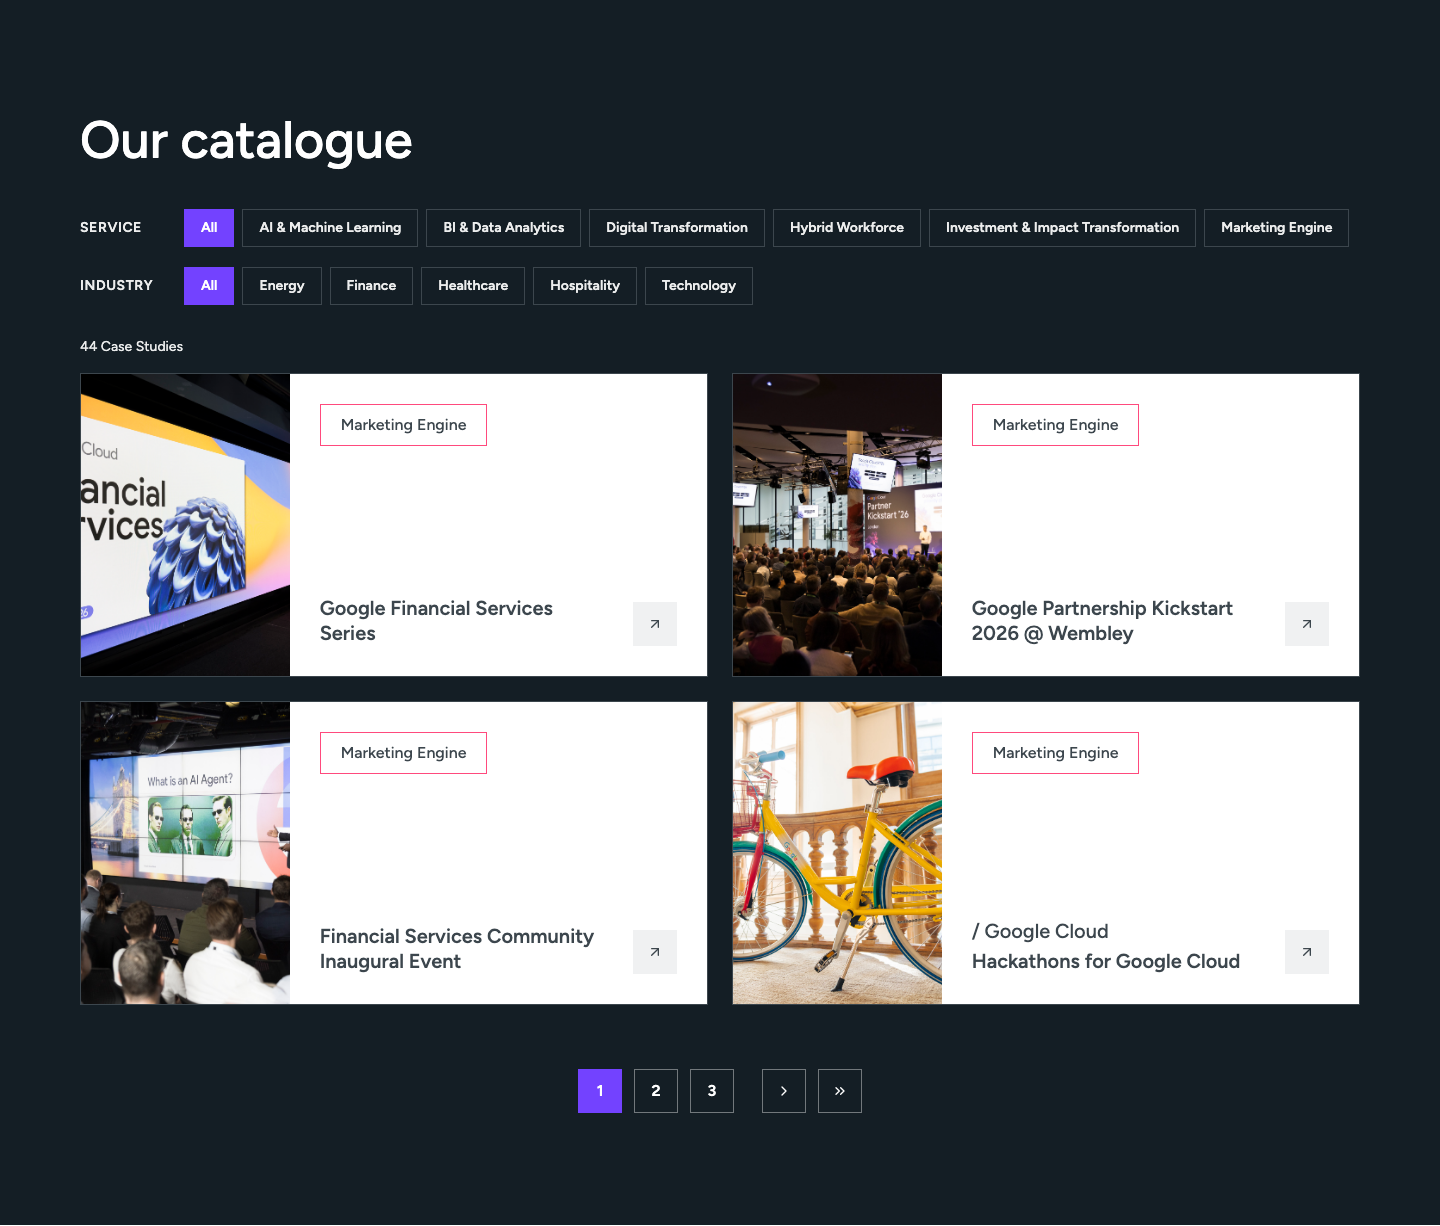 Our catalogue
SERVICE
All
AI & Machine Learning
BI & Data Analytics
Digital Transformation
Hybrid Workforce
Investment & Impact Transformation
Marketing Engine
INDUSTRY
All
Energy
Finance
Healthcare
Hospitality
Technology
44 Case Studies
Cloud
ancial
rvices
Marketing Engine
Google Financial Services
Series
Partner
Kickstart '26
Marketing Engine
Google Partnership Kickstart
2026 @ Wembley
What is an AI Agent?
Marketing Engine
Financial Services Community
Inaugural Event
Marketing Engine
/ Google Cloud
Hackathons for Google Cloud
1
2
3
›
»